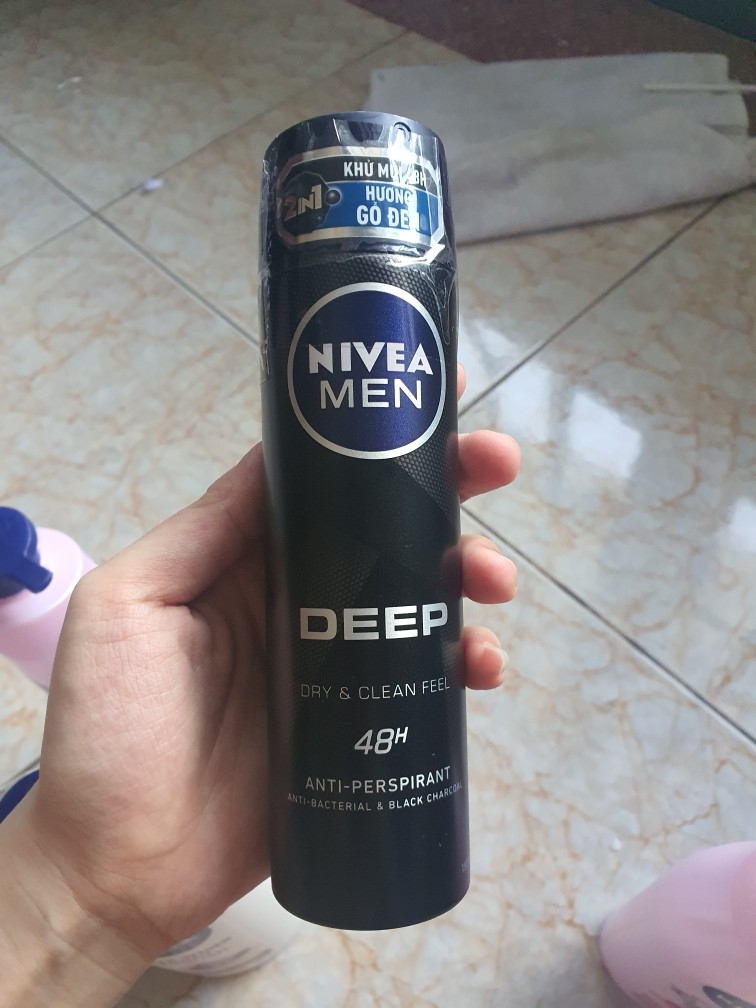 KHỬ MÙI 48H
2IN1
HƯƠNG
GỖ ĐEN
NIVEA
MEN
DEEP
DRY & CLEAN FEEL
48H
ANTI-PERSPIRANT
ANTI-BACTERIAL & BLACK CHARCOAL